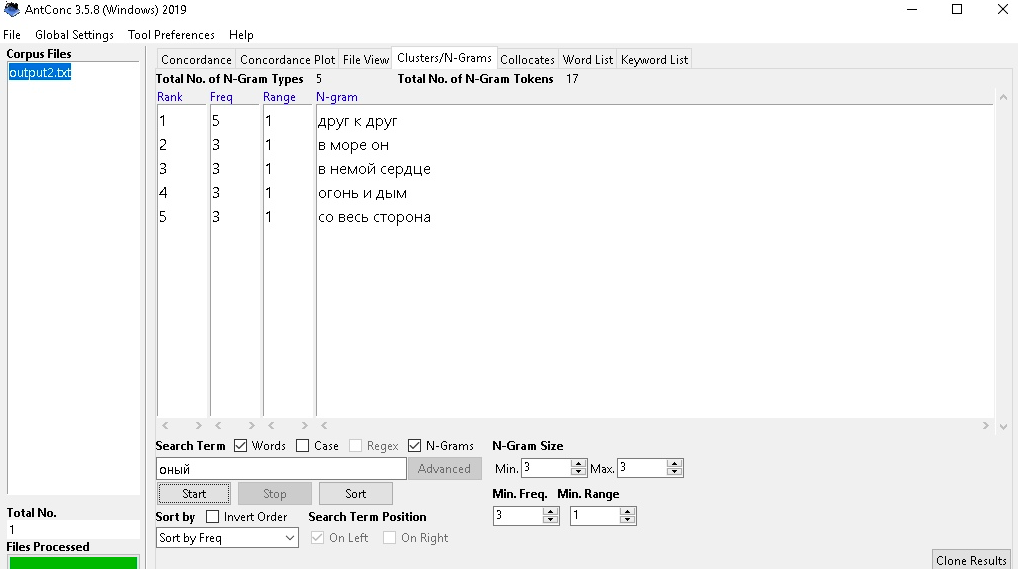 AntConc 3.5.8 (Windows) 2019
File Global Settings Tool Preferences Help
Corpus Files
output2.txt
Concordance Concordance Plot File View Clusters/N-Grams Collocates Word List Keyword List
Total No. of N-Gram Types 5 Total No. of N-Gram Tokens 17
Rank Freq Range N-gram
1 5 1 друг к друг
2 3 1 в море он
3 3 1 в немой сердце
4 3 1 огонь и дым
5 3 1 со весь сторона
Search Term Words Case Regex N-Grams N-Gram Size
оный Advanced Min. 3 Max. 3
Start Stop Sort Min. Freq. Min. Range
3 1
Total No.
1
Files Processed
Sort by Invert Order Search Term Position
Sort by Freq On Left On Right
Clone Results